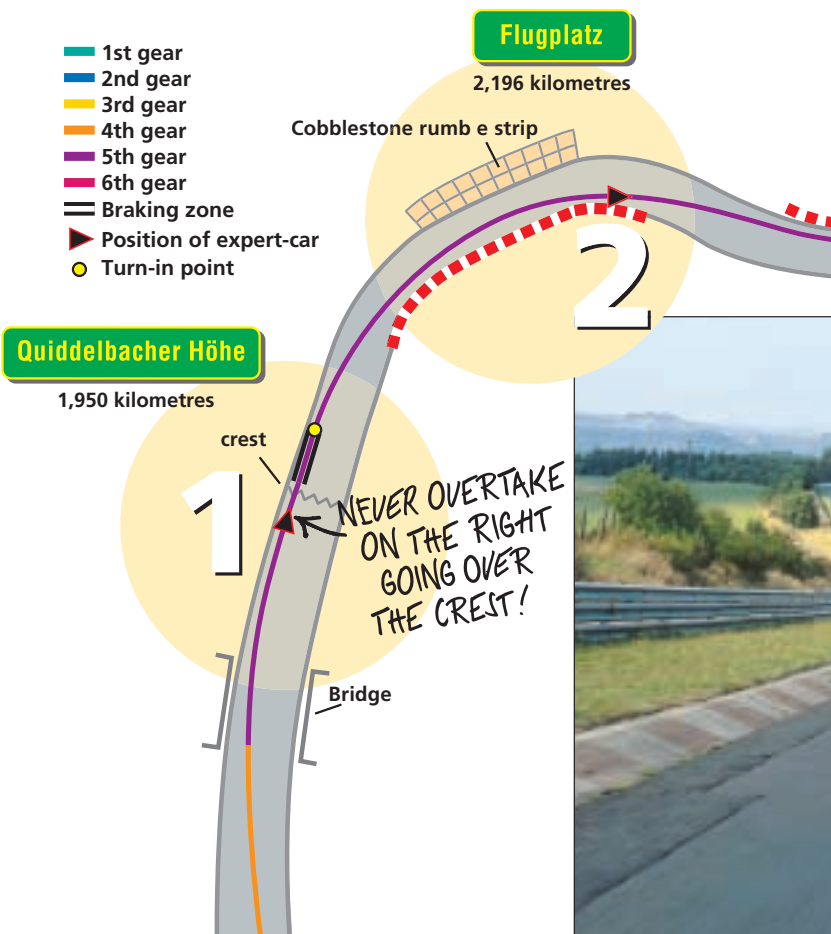 Flugplatz
2,196 kilometres
1st gear
2nd gear
3rd gear
4th gear
5th gear
6th gear
Braking zone
Position of expert-car
Turn-in point
Cobblestone rumb e strip
2
Quiddelbacher Höhe
1,950 kilometres
crest
1
NEVER OVERTAKE
ON THE RIGHT
GOING OVER
THE CREST!
Bridge